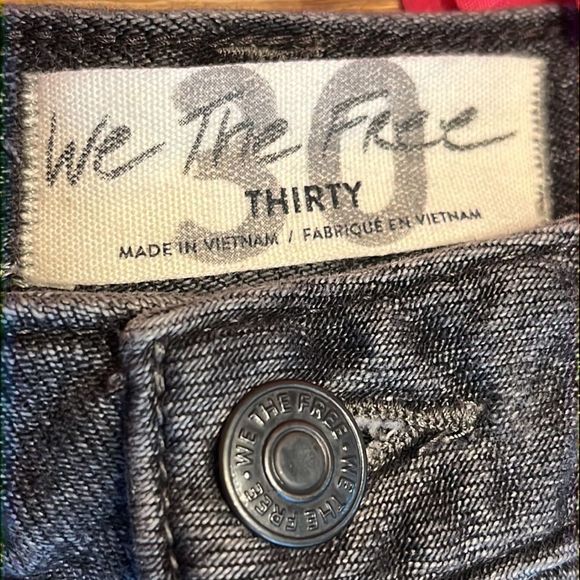 30
We The Free
THIRTY
MADE IN VIETNAM / FABRIQUÉ EN VIETNAM
WE THE FREE • WE THE FREE •